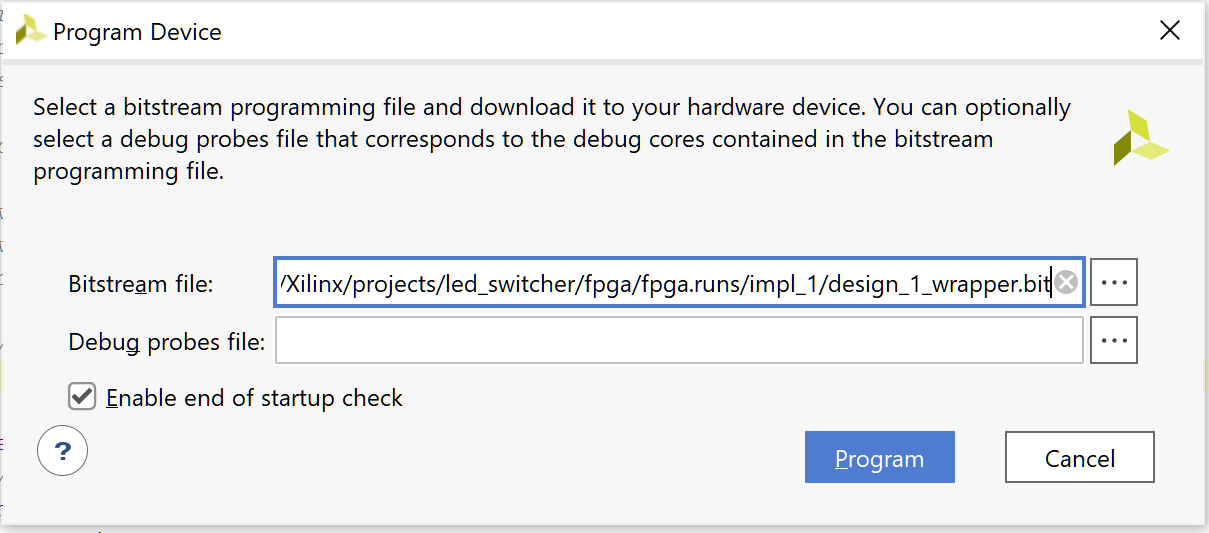 Program Device
Select a bitstream programming file and download it to your hardware device. You can optionally
select a debug probes file that corresponds to the debug cores contained in the bitstream
programming file.
Bitstream file: /Xilinx/projects/led_switcher/fpga/fpga.runs/impl_1/design_1_wrapper.bit ...
Debug probes file: ...
Enable end of startup check
?
Program Cancel